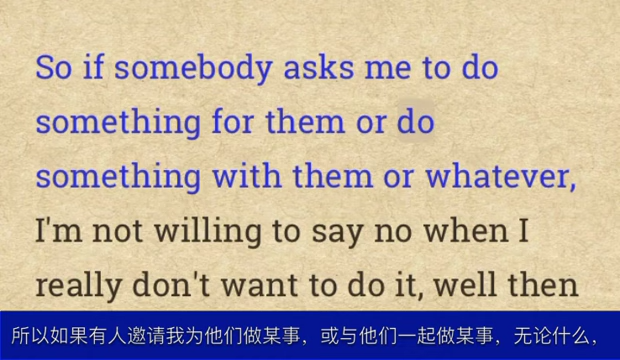 So if somebody asks me to do
something for them or do
something with them or whatever,
I'm not willing to say no when I
really don't want to do it, well then
所以如果有人邀请我为他们做某事，或与他们一起做某事，无论什么，